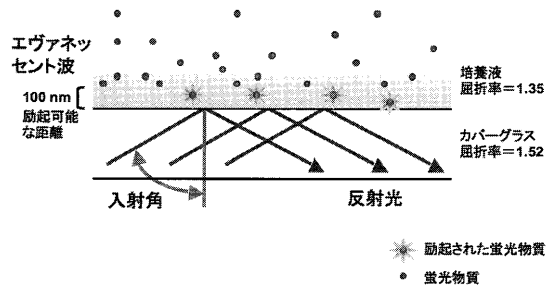 エヴァネッ
セント波
100 nm
励起可能
な距離
培養液
屈折率＝1.35
カバーグラス
屈折率＝1.52
入射角
反射光
励起された蛍光物質
蛍光物質